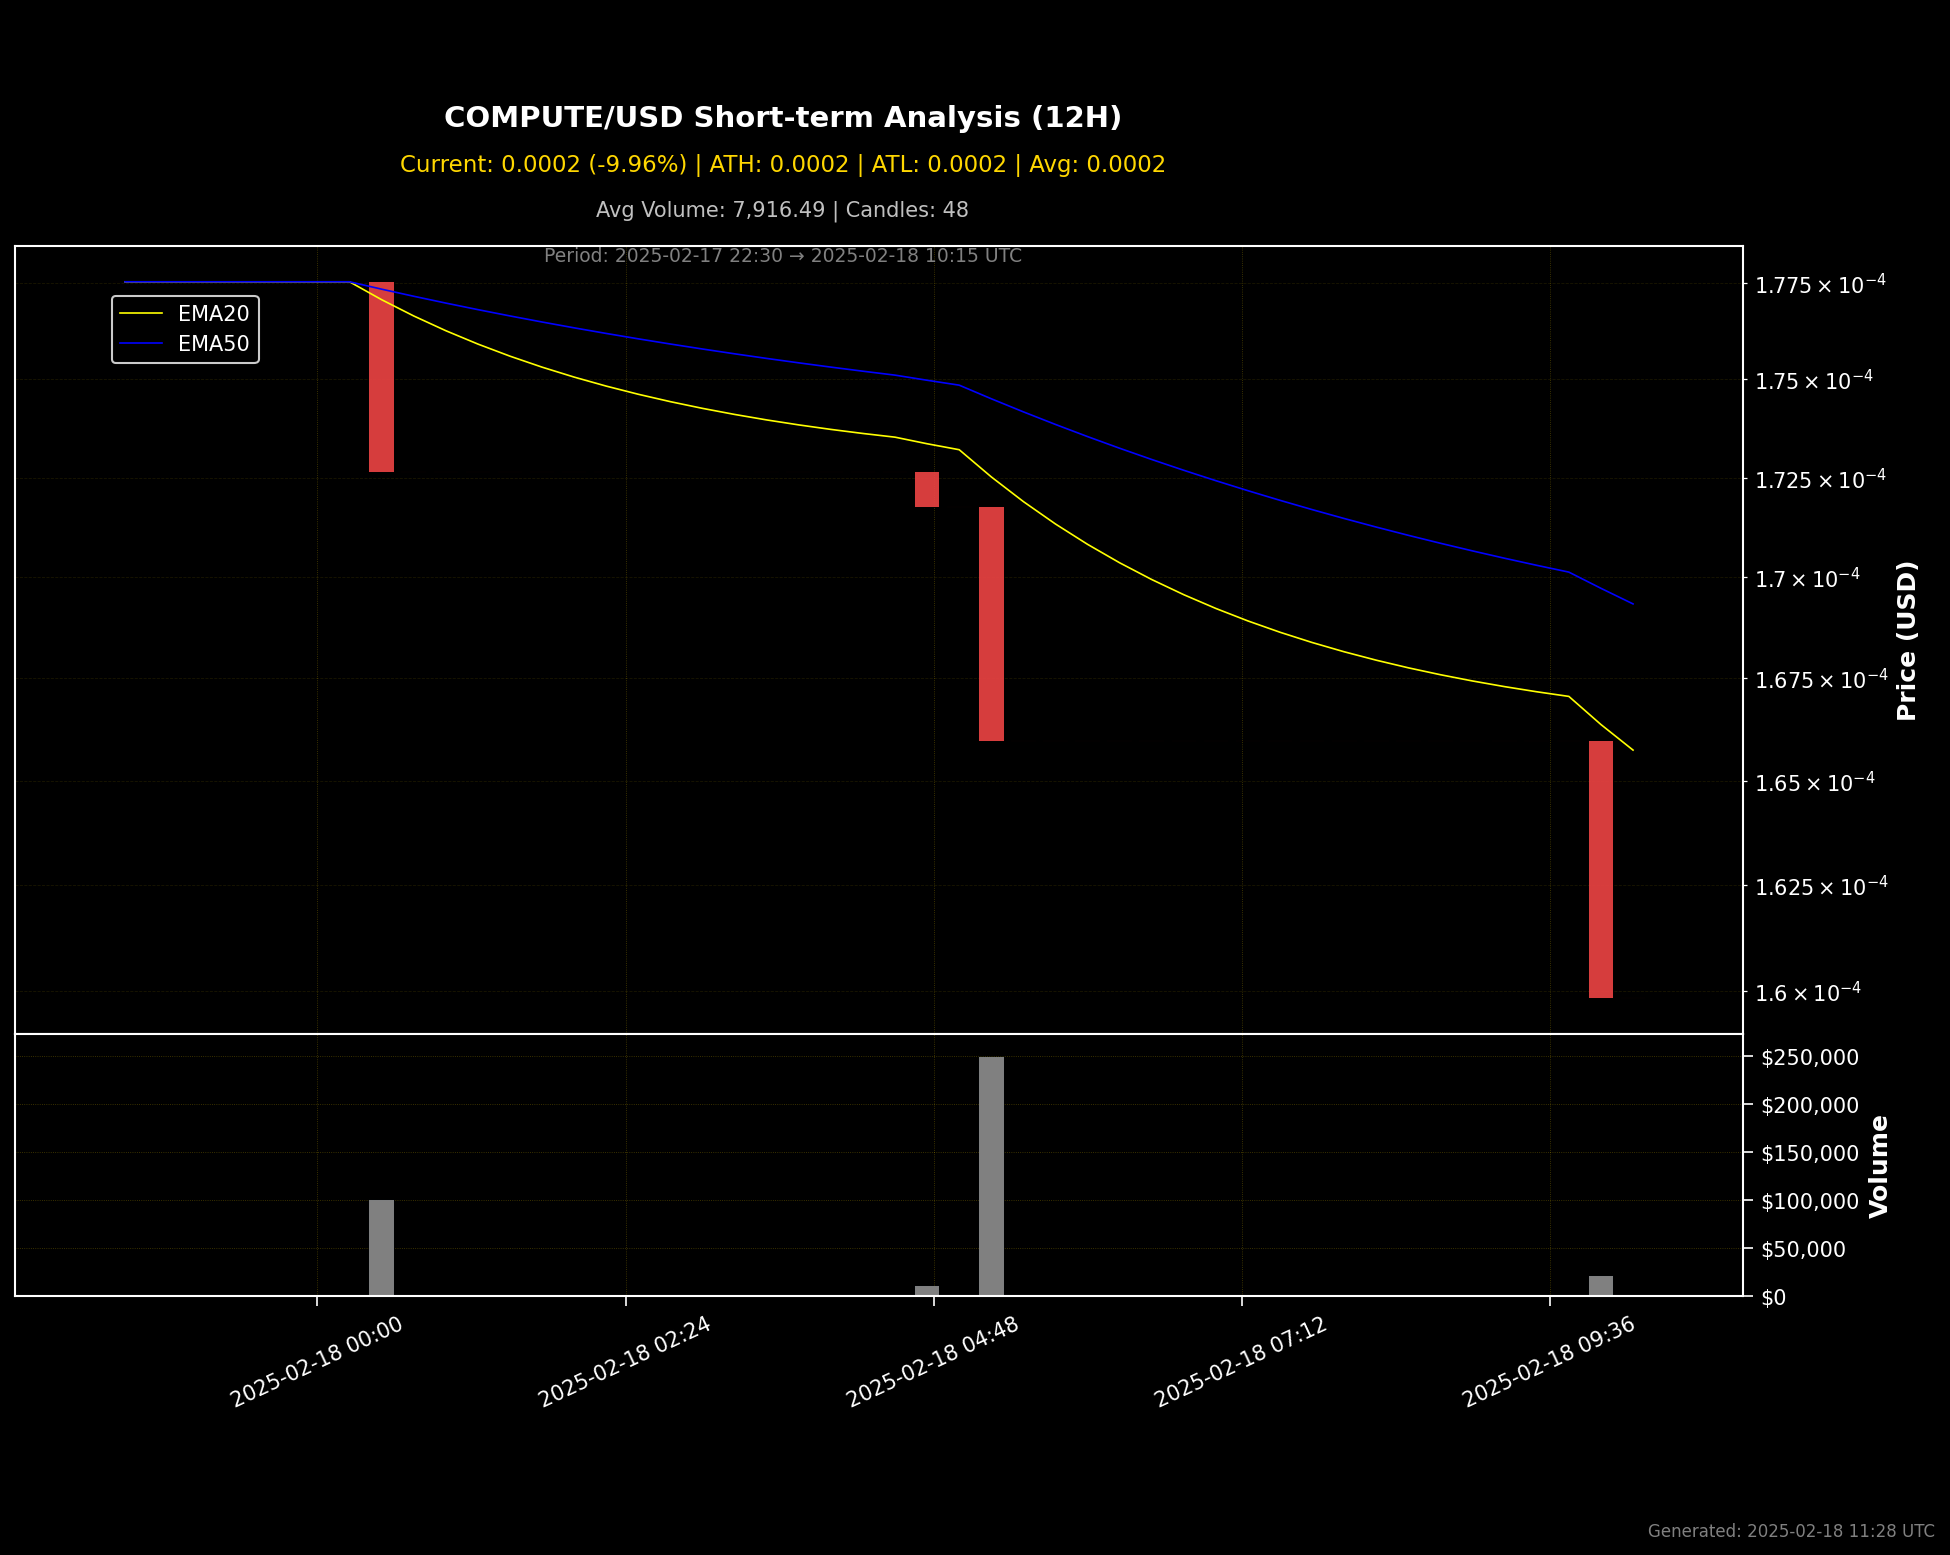 COMPUTE/USD Short-term Analysis (12H)
Current: 0.0002 (-9.96%) | ATH: 0.0002 | ATL: 0.0002 | Avg: 0.0002
Avg Volume: 7,916.49 | Candles: 48
Period: 2025-02-17 22:30 → 2025-02-18 10:15 UTC
EMA20
EMA50
1.775 × 10⁻⁴
1.75 × 10⁻⁴
1.725 × 10⁻⁴
1.7 × 10⁻⁴
1.675 × 10⁻⁴
1.65 × 10⁻⁴
1.625 × 10⁻⁴
1.6 × 10⁻⁴
Price (USD)
$250,000
$200,000
$150,000
$100,000
$50,000
$0
Volume
2025-02-18 00:00
2025-02-18 02:24
2025-02-18 04:48
2025-02-18 07:12
2025-02-18 09:36
Generated: 2025-02-18 11:28 UTC